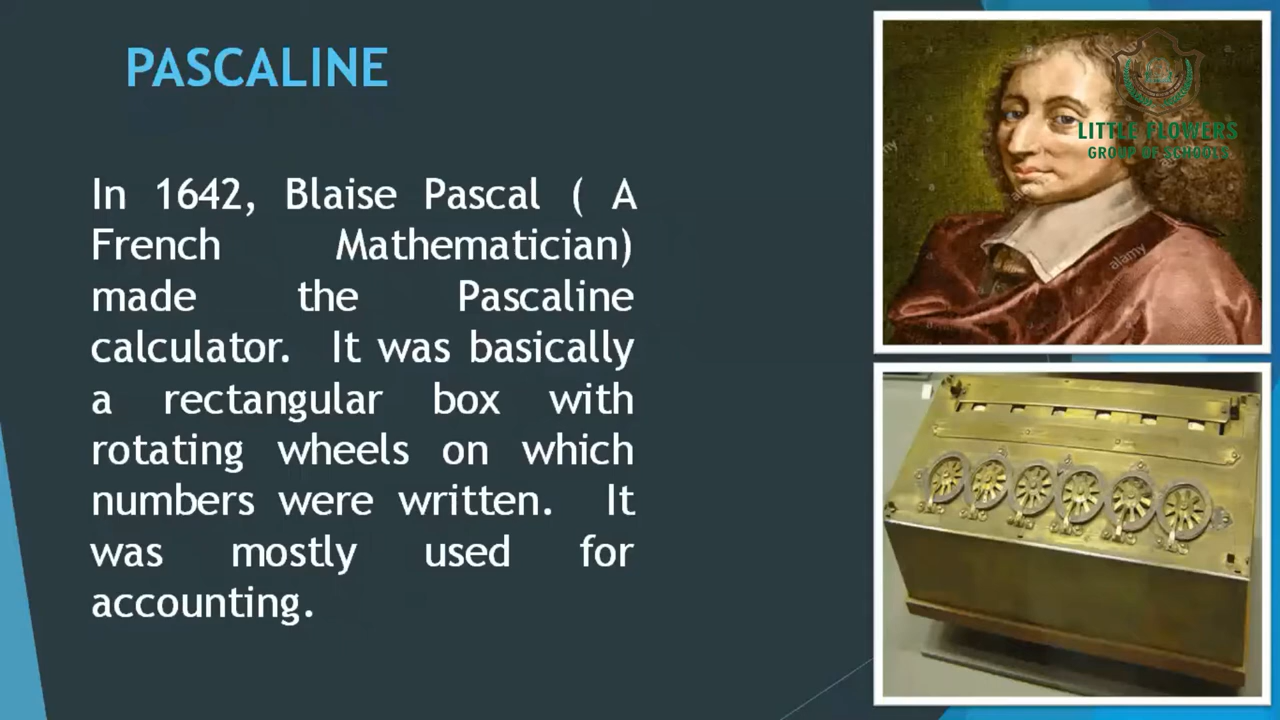 PASCALINE
In 1642, Blaise Pascal ( A
French Mathematician)
made the Pascaline
calculator. It was basically
a rectangular box with
rotating wheels on which
numbers were written. It
was mostly used for
accounting.
LITTLE FLOWERS
GROUP OF SCHOOLS
alamy